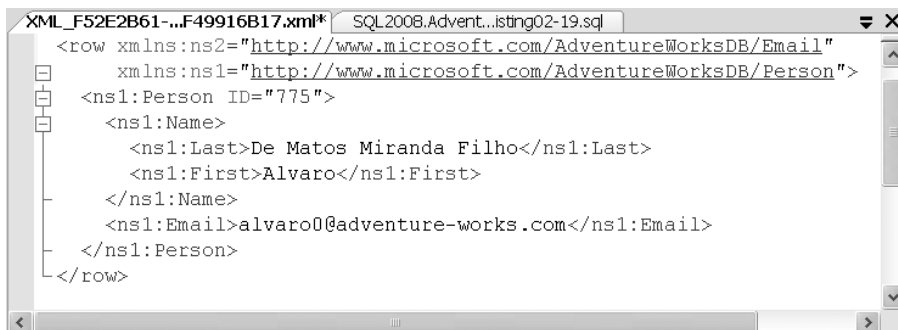 XML_F52E2B61-...F49916B17.xml* SQL2008.Advent...isting02-19.sql
<row xmlns:ns2="http://www.microsoft.com/AdventureWorksDB/Email"
xmlns:ns1="http://www.microsoft.com/AdventureWorksDB/Person">
<ns1:Person ID="775">
<ns1:Name>
<ns1:Last>De Matos Miranda Filho</ns1:Last>
<ns1:First>Alvaro</ns1:First>
</ns1:Name>
<ns1:Email>alvaro0@adventure-works.com</ns1:Email>
</ns1:Person>
</row>